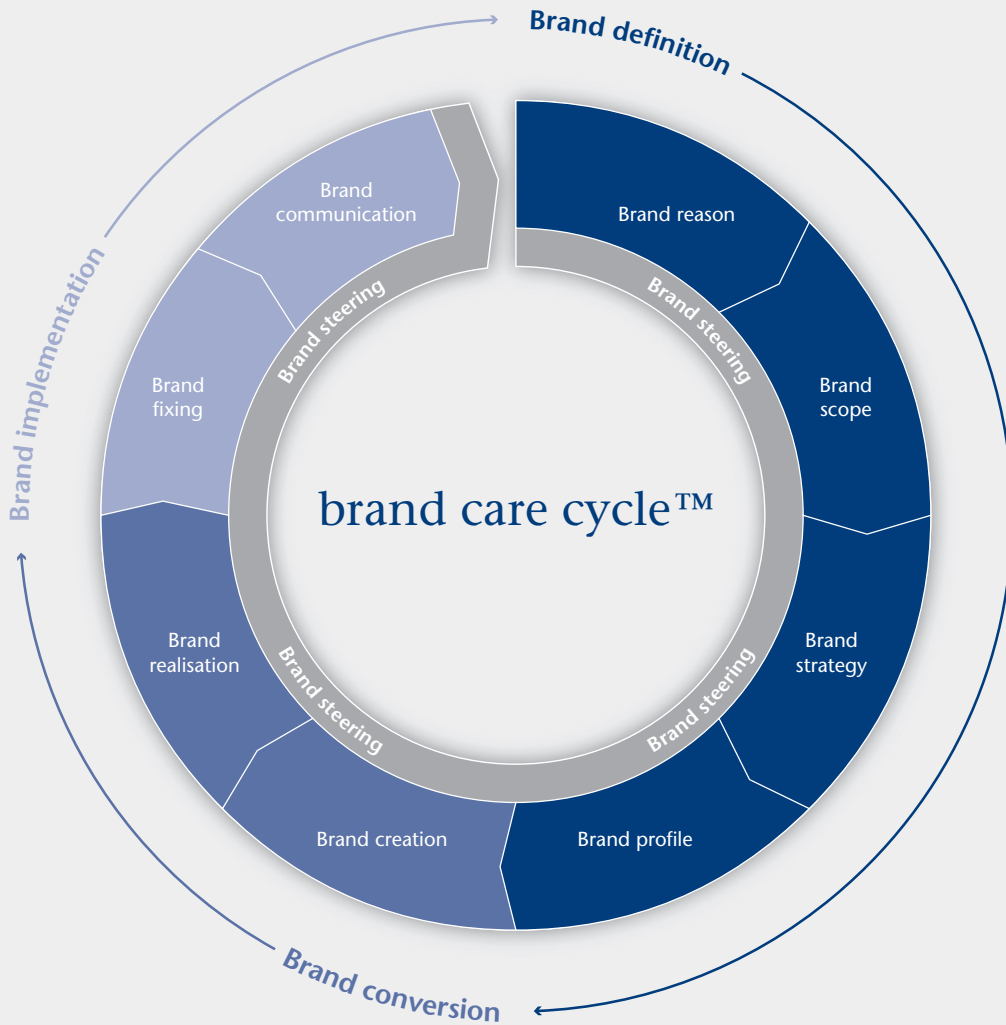 Brand definition
Brand reason
Brand
scope
Brand
strategy
Brand profile
Brand conversion
Brand creation
Brand
realisation
Brand implementation
Brand
fixing
Brand
communication
Brand steering
Brand steering
Brand steering
Brand steering
brand care cycle™